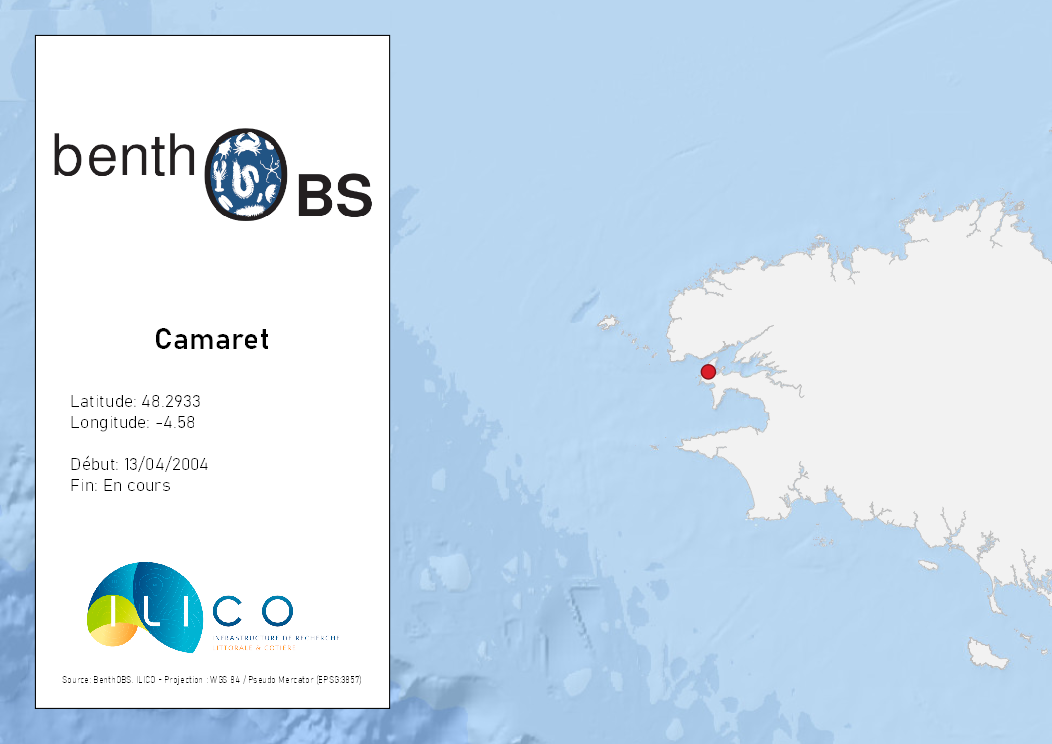 benthOBS
Camaret
Latitude: 48.2933
Longitude: -4.58
Début: 13/04/2004
Fin: En cours
ILICO
INFRASTRUCTURE DE RECHERCHE
LITTORALE & CÔTIÈRE
Source: BenthOBS, ILICO - Projection : WGS 84 / Pseudo Mercator (EPSG:3857)